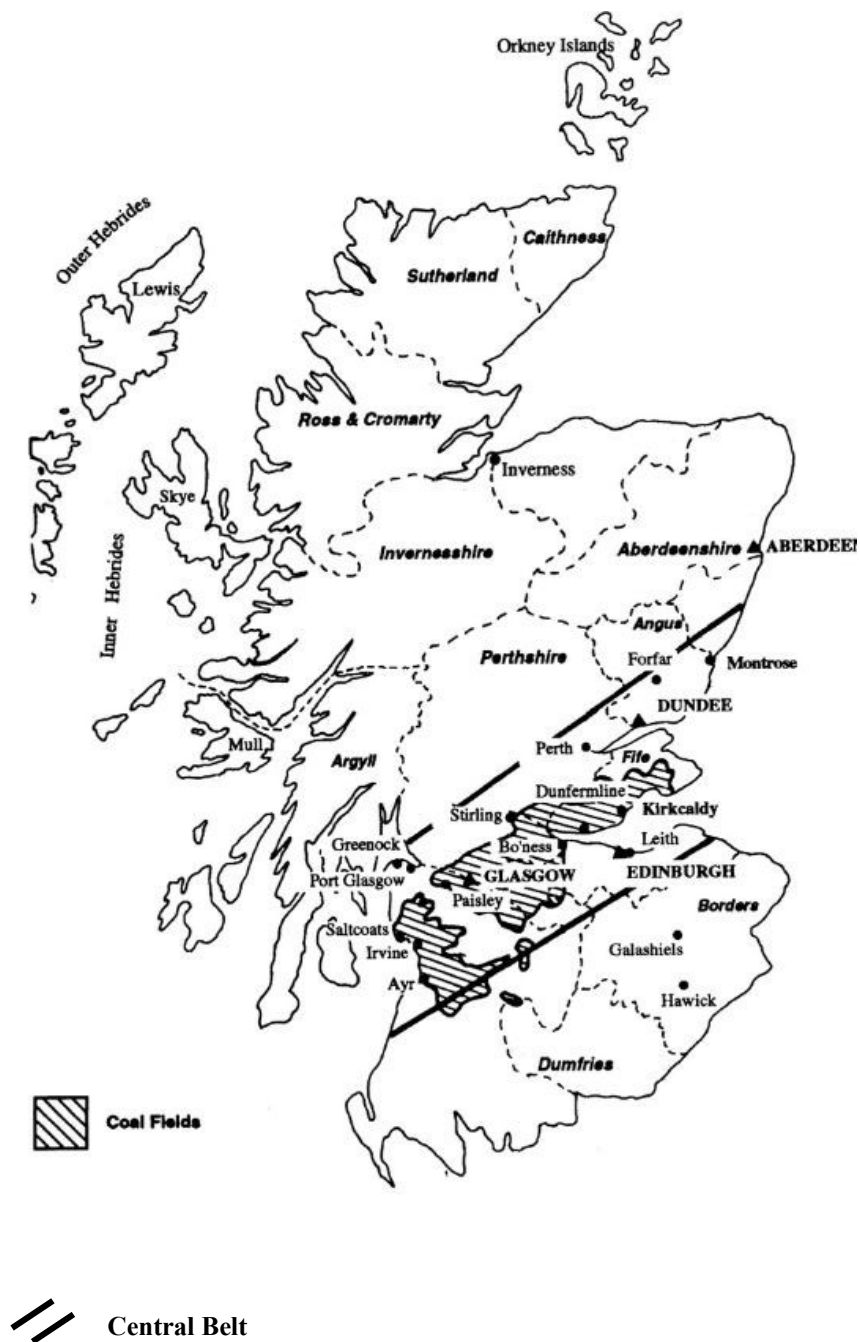 Orkney Islands
Outer Hebrides
Lewis
Caithness
Sutherland
Ross & Cromarty
Inverness
Skye
Invernesshire
Aberdeenshire
ABERDEEN
Inner Hebrides
Angus
Perthshire
Forfar
Montrose
DUNDEE
Mull
Argyll
Perth
Fife
Dunfermline
Stirling
Kirkcaldy
Greenock
Bo'ness
Leith
Port Glasgow
GLASGOW
EDINBURGH
Paisley
Borders
Saltcoats
Irvine
Galashiels
Ayr
Hawick
Dumfries
Coal Fields
Central Belt